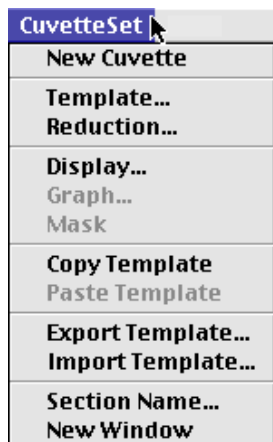 CuvetteSet
New Cuvette
Template...
Reduction...
Display...
Graph...
Mask
Copy Template
Paste Template
Export Template...
Import Template...
Section Name...
New Window